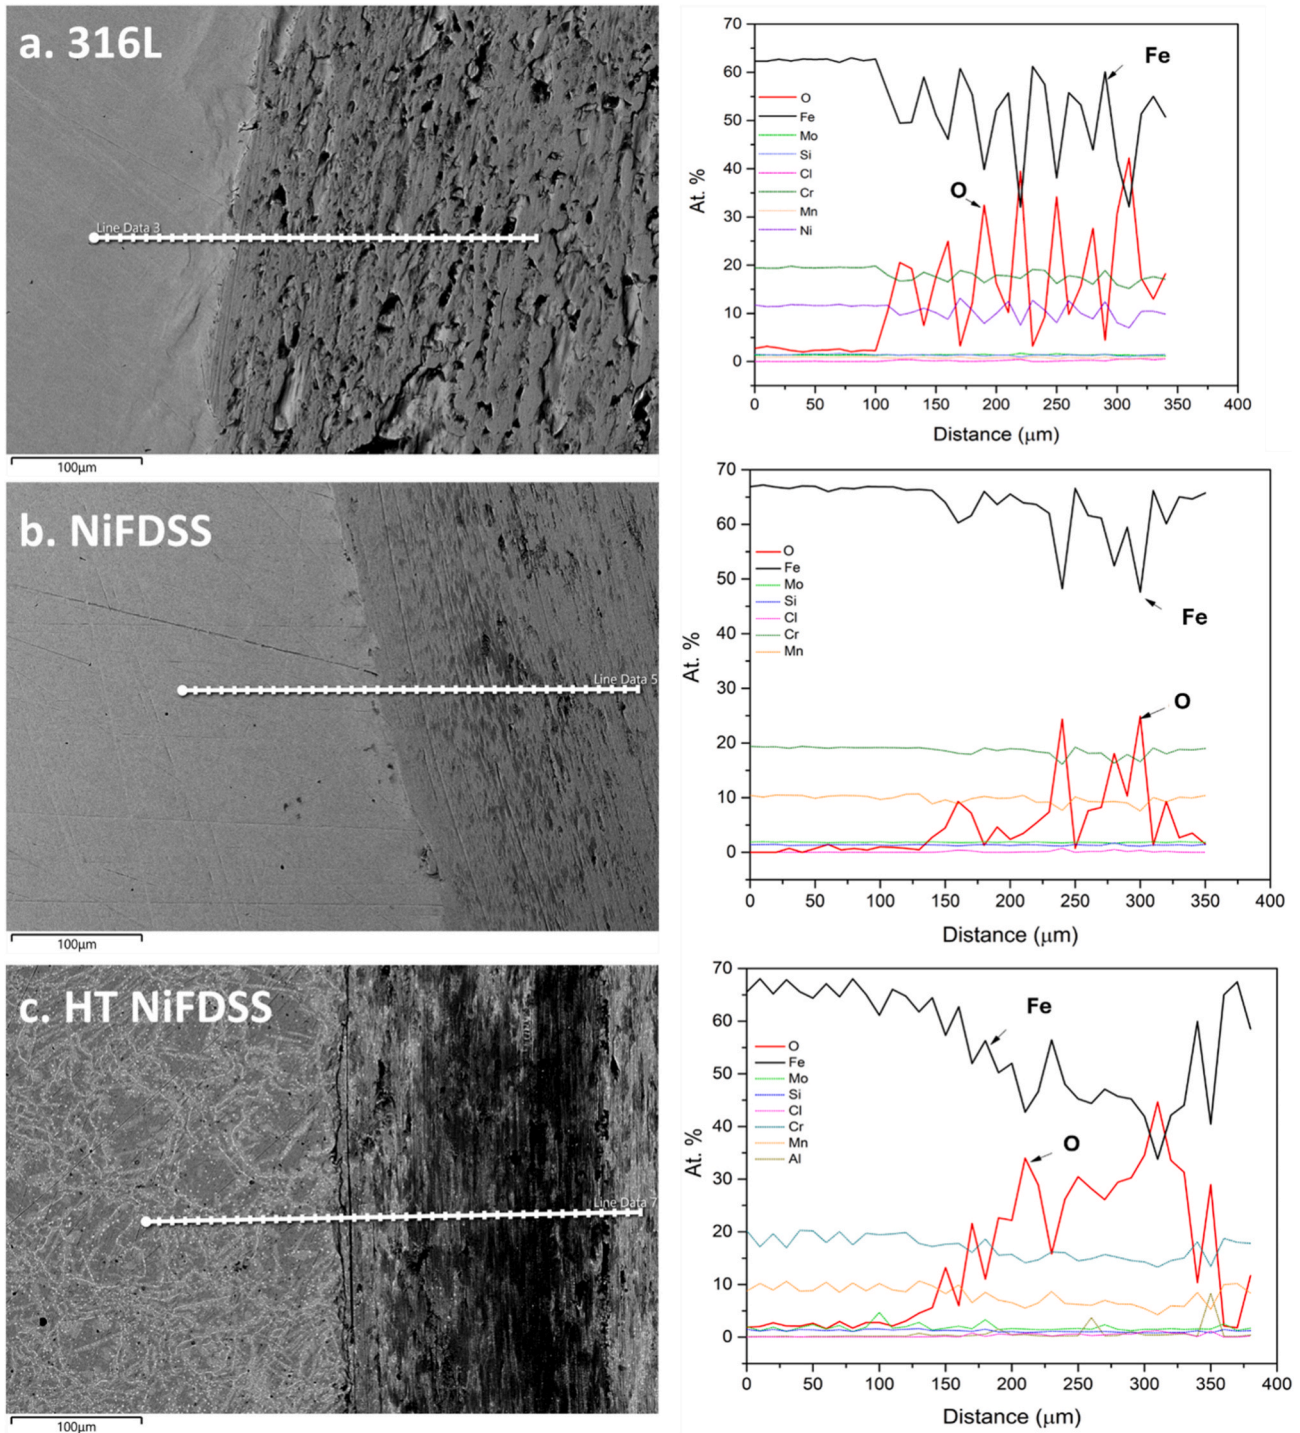 a. 316L
Line Data 3
100μm
70
60
50
40
30
20
10
0
At. %
O
Fe
Mo
Si
Cl
Cr
Mn
Ni
Fe
O
0 50 100 150 200 250 300 350 400
Distance (μm)
b. NiFDSS
Line Data 5
100μm
70
60
50
40
30
20
10
0
At. %
O
Fe
Mo
Si
Cl
Cr
Mn
Fe
O
0 50 100 150 200 250 300 350 400
Distance (μm)
c. HT NiFDSS
Line Data 7
100μm
70
60
50
40
30
20
10
0
At. %
O
Fe
Mo
Si
Cl
Cr
Mn
Al
Fe
O
0 50 100 150 200 250 300 350 400
Distance (μm)